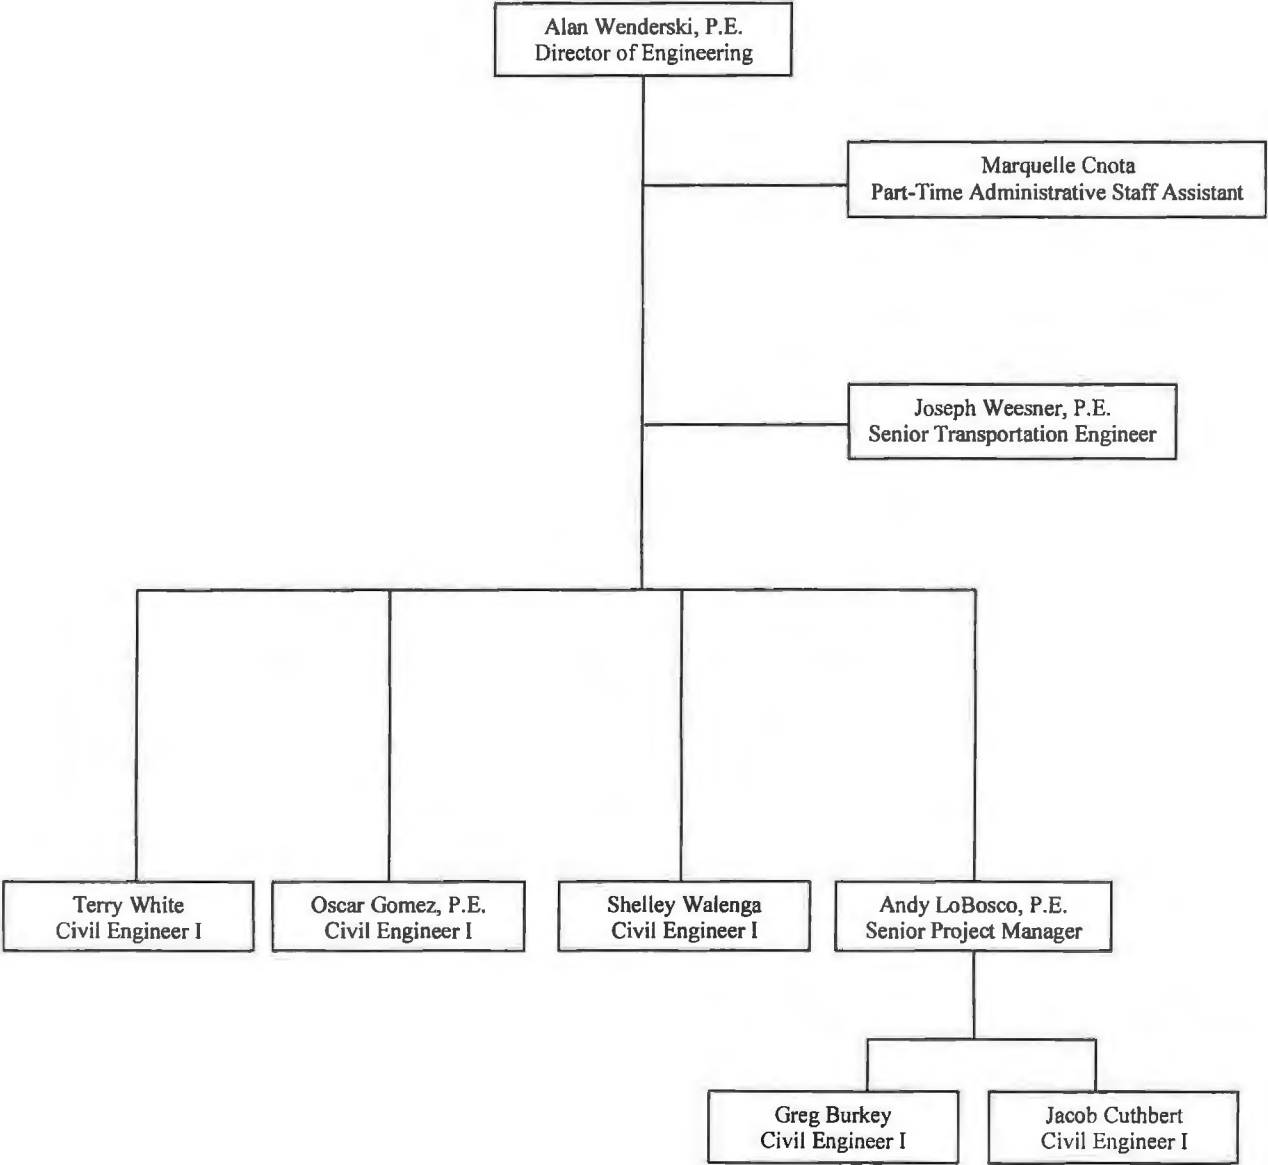 Alan Wenderski, P.E.
Director of Engineering
Marquelle Cnota
Part-Time Administrative Staff Assistant
Joseph Weesner, P.E.
Senior Transportation Engineer
Terry White
Civil Engineer I
Oscar Gomez, P.E.
Civil Engineer I
Shelley Walenga
Civil Engineer I
Andy LoBosco, P.E.
Senior Project Manager
Greg Burkey
Civil Engineer I
Jacob Cuthbert
Civil Engineer I